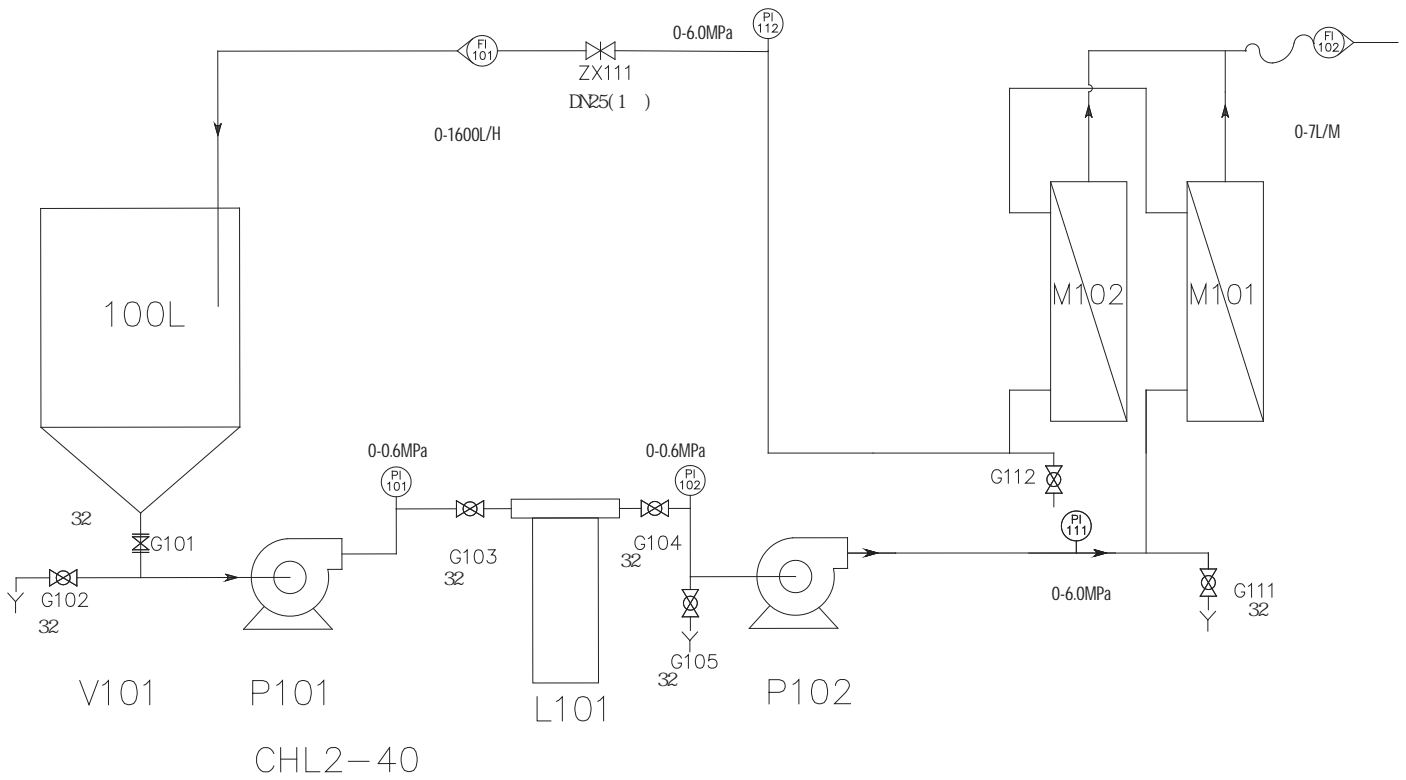 PI
112
0-6.0MPa
FI
101
FI
102
ZX111
DN25(1 )
0-1600L/H
0-7L/M
100L
M102
M101
0-0.6MPa
PI
101
0-0.6MPa
PI
102
G112
32
G101
G103
32
G104
32
PI
111
G102
32
0-6.0MPa
G111
32
G105
32
V101
P101
L101
P102
CHL2-40